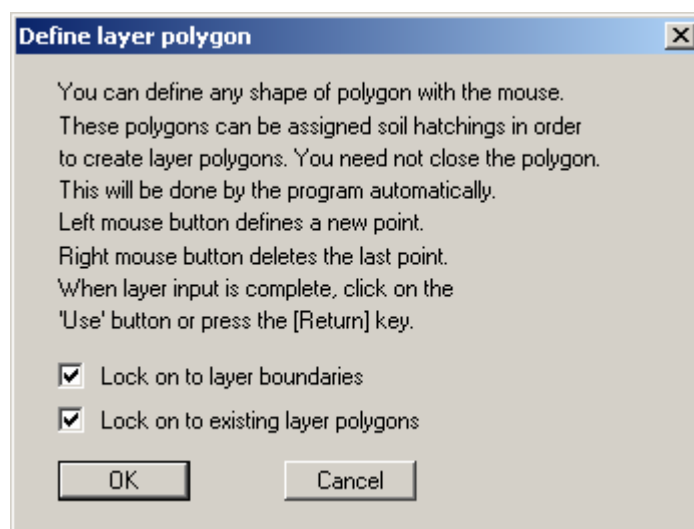 Define layer polygon
You can define any shape of polygon with the mouse.
These polygons can be assigned soil hatchings in order
to create layer polygons. You need not close the polygon.
This will be done by the program automatically.
Left mouse button defines a new point.
Right mouse button deletes the last point.
When layer input is complete, click on the
'Use' button or press the [Return] key.
Lock on to layer boundaries
Lock on to existing layer polygons
OK Cancel